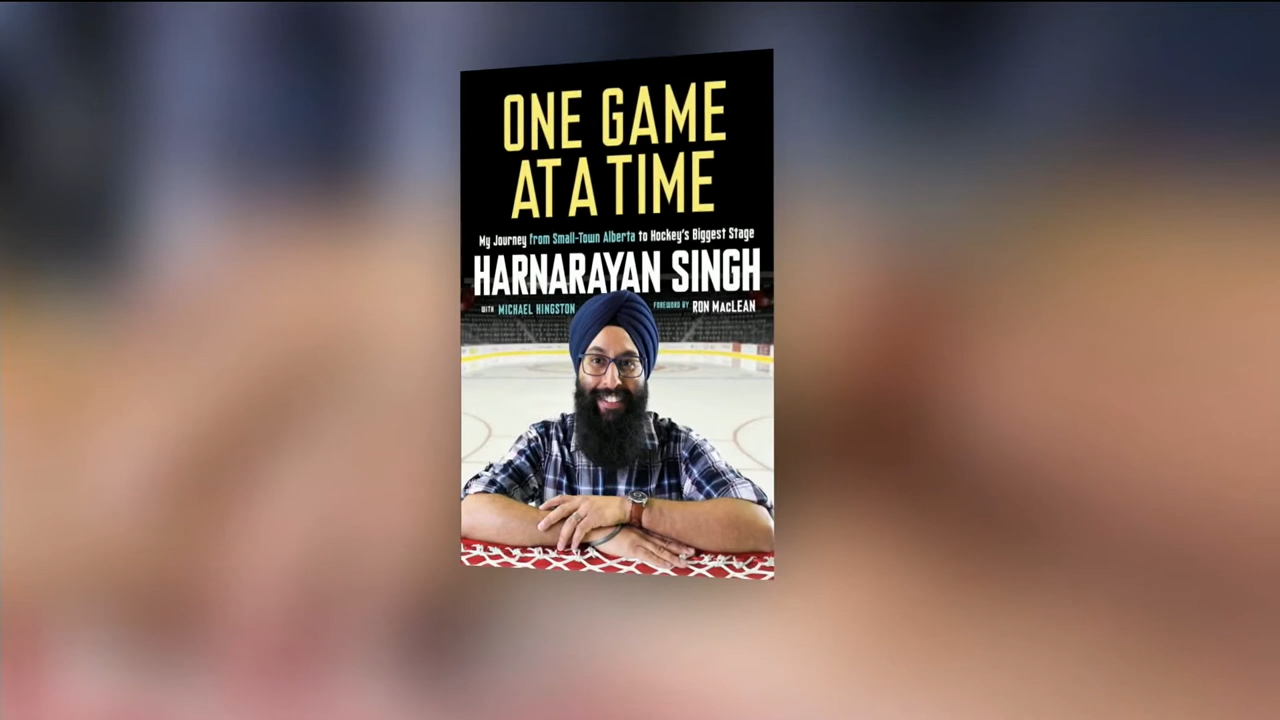 ONE GAME
AT A TIME
My Journey from Small-Town Alberta to Hockey's Biggest Stage
HARNARAYAN SINGH
WITH MICHAEL HINGSTON
FOREWORD BY RON MacLEAN